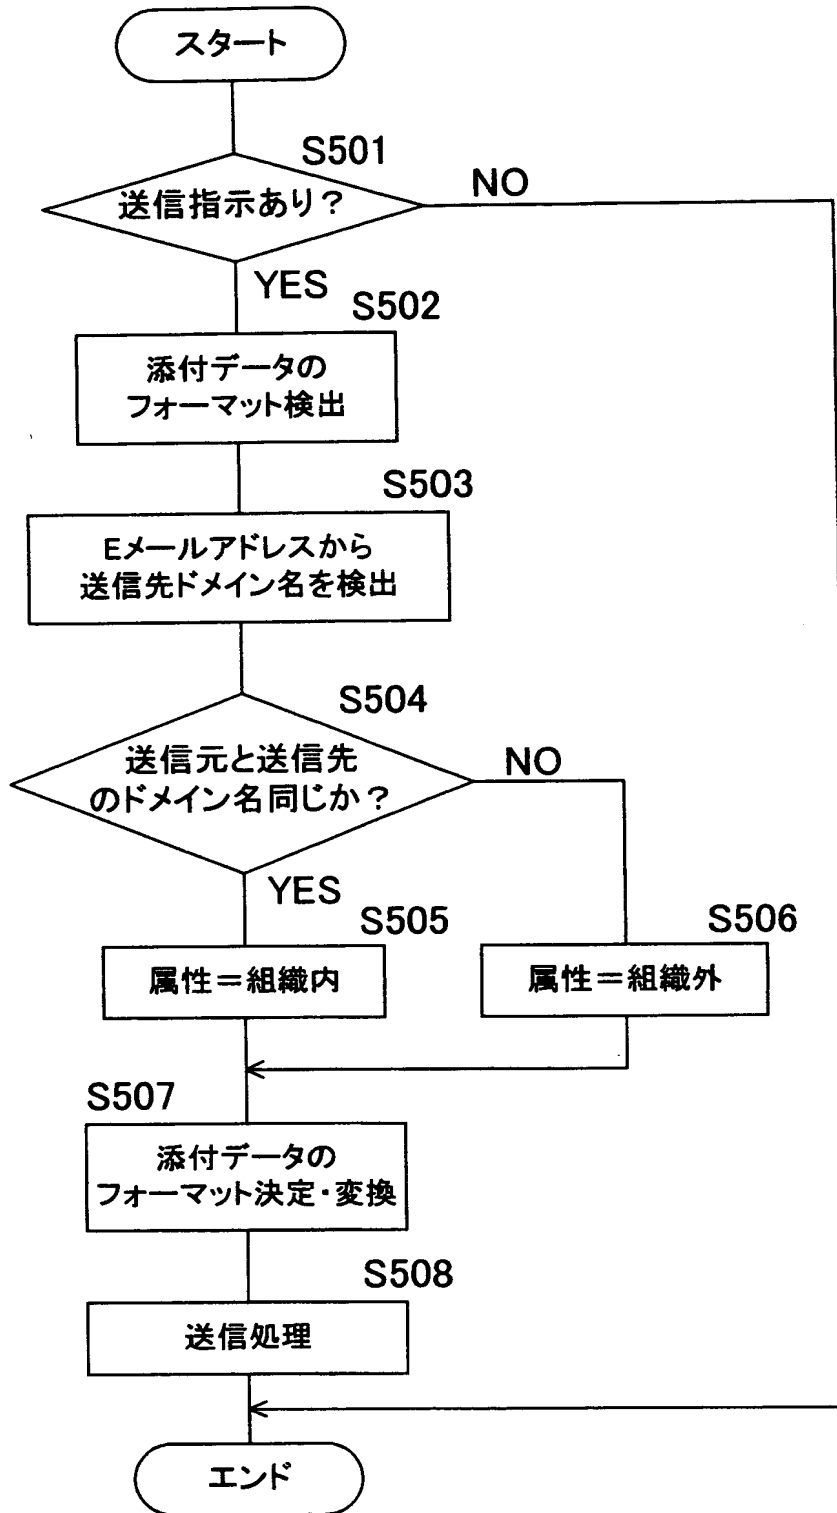 スタート
S501
送信指示あり?
NO
YES
S502
添付データの
フォーマット検出
S503
Eメールアドレスから
送信先ドメイン名を検出
S504
送信元と送信先
のドメイン名同じか?
NO
YES
S505
属性=組織内
S506
属性=組織外
S507
添付データの
フォーマット決定・変換
S508
送信処理
エンド